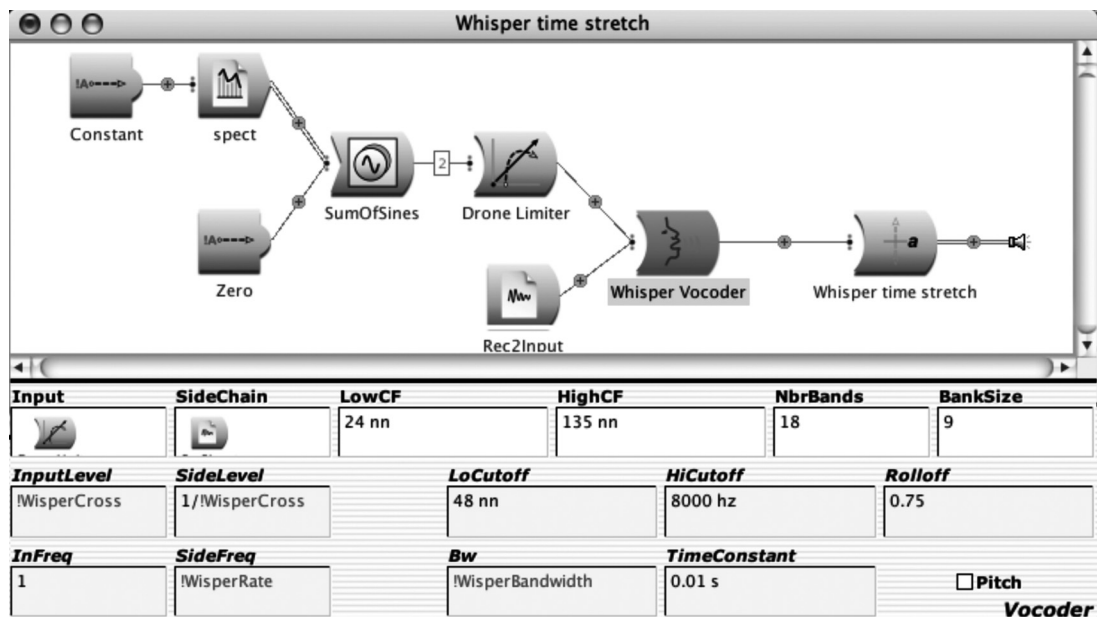 Whisper time stretch
!A
Constant
spect
SumOfSines
2
Drone Limiter
!A
Zero
Whisper Vocoder
a
Whisper time stretch
Rec2Input
Input SideChain LowCF HighCF NbrBands BankSize
24 nn 135 nn 18 9
InputLevel SideLevel LoCutoff HiCutoff Rolloff
!WisperCross 1/!WisperCross 48 nn 8000 hz 0.75
InFreq SideFreq Bw TimeConstant
1 !WisperRate !WisperBandwidth 0.01 s Pitch
Vocoder